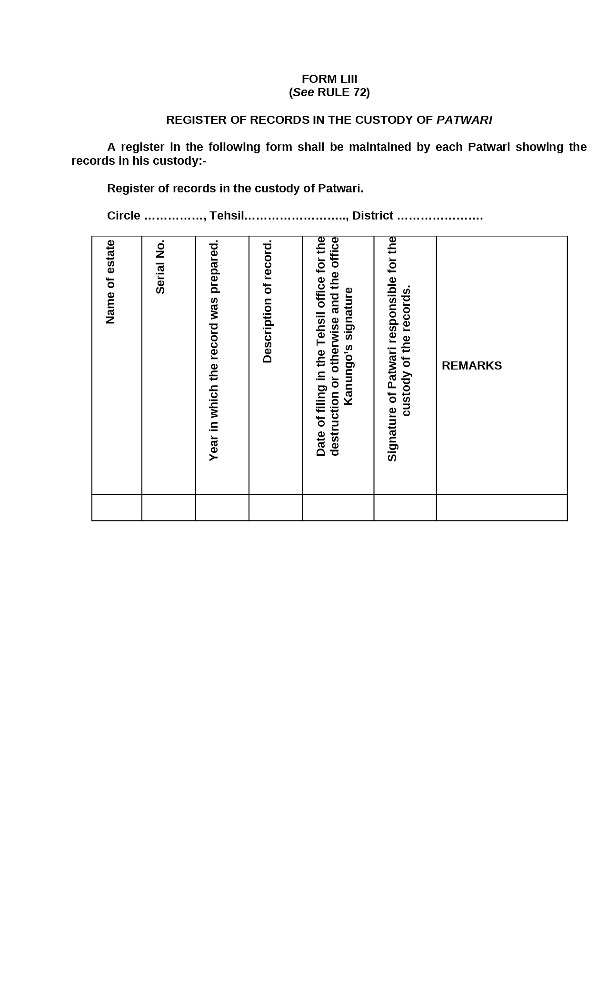 FORM LIII
(See RULE 72)
REGISTER OF RECORDS IN THE CUSTODY OF PATWARI
A register in the following form shall be maintained by each Patwari showing the
records in his custody:-
Register of records in the custody of Patwari.
Circle ……………, Tehsil…………………….., District ………………….
Name of estate
Serial No.
Year in which the record was prepared.
Description of record.
Date of filing in the Tehsil office for the
destruction or otherwise and the office
Kanungo’s signature
Signature of Patwari responsible for the
custody of the records.
REMARKS